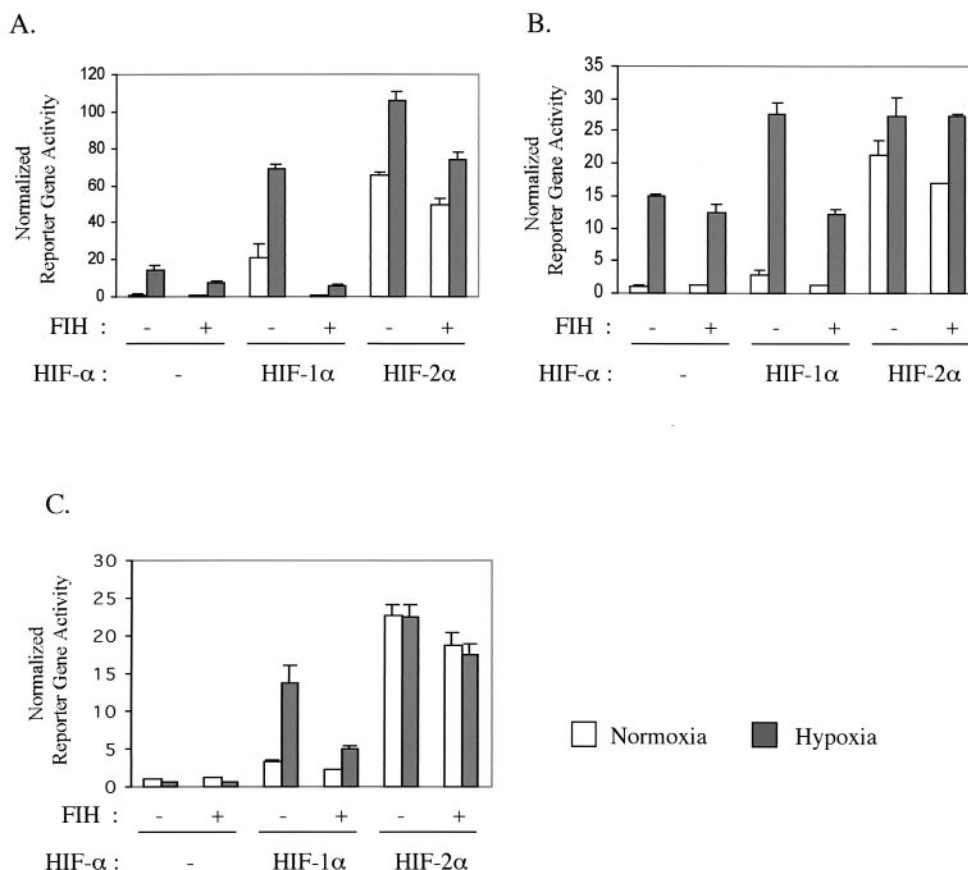 A.
Normalized
Reporter Gene Activity
120
100
80
60
40
20
0
FIH : - + - + - +
HIF-α : - HIF-1α HIF-2α
B.
Normalized
Reporter Gene Activity
35
30
25
20
15
10
5
0
FIH : - + - + - +
HIF-α : - HIF-1α HIF-2α
C.
Normalized
Reporter Gene Activity
30
25
20
15
10
5
0
FIH : - + - + - +
HIF-α : - HIF-1α HIF-2α
Normoxia Hypoxia